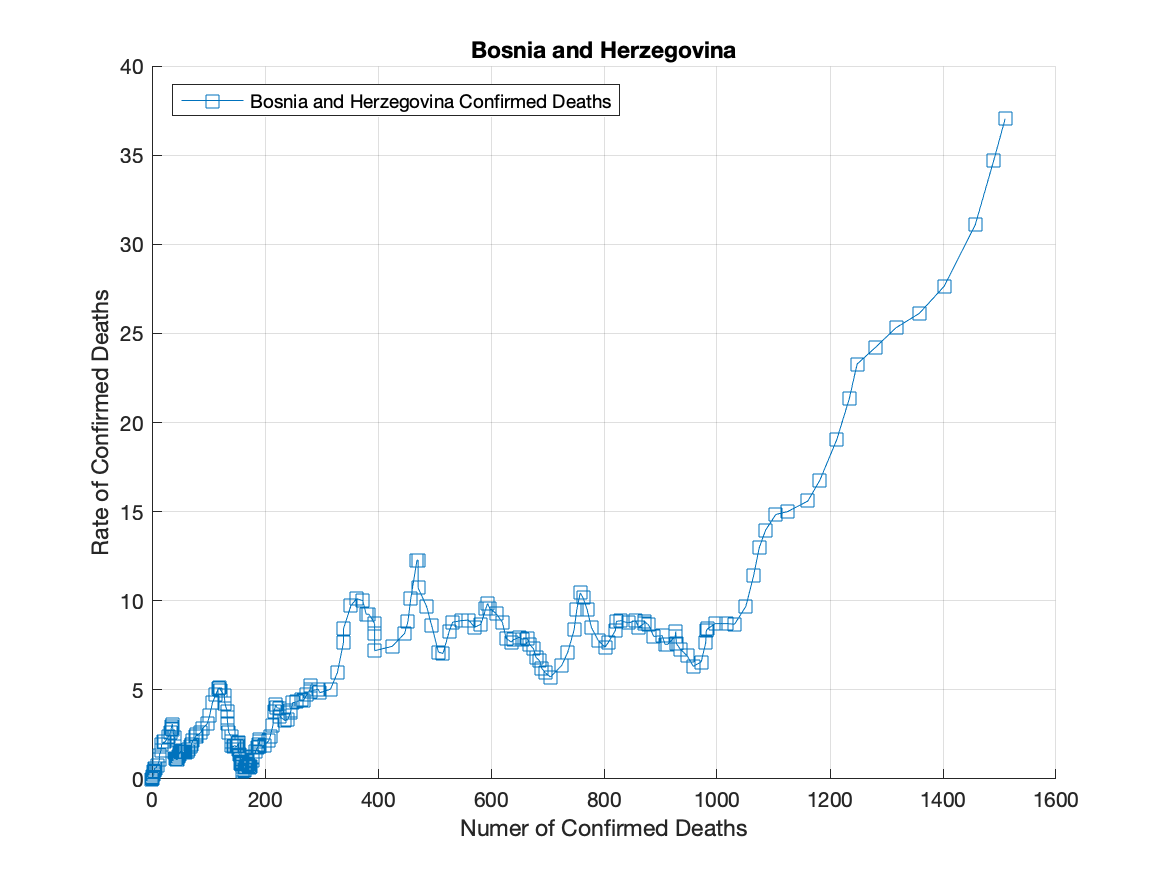 Bosnia and Herzegovina
Bosnia and Herzegovina Confirmed Deaths
40
35
30
25
20
15
10
5
0
Rate of Confirmed Deaths
0 200 400 600 800 1000 1200 1400 1600
Numer of Confirmed Deaths